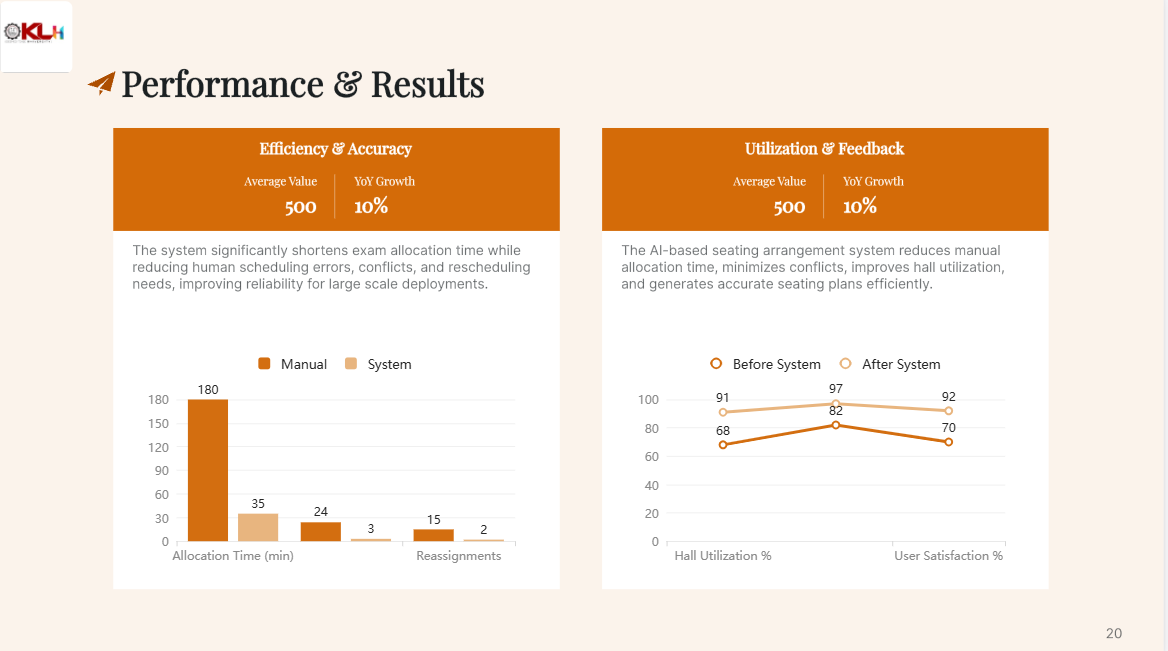 KLH
Performance & Results
Efficiency & Accuracy
Average Value
YoY Growth
500
10%
The system significantly shortens exam allocation time while
reducing human scheduling errors, conflicts, and rescheduling
needs, improving reliability for large scale deployments.
Manual
System
180
150
120
90
60
30
0
180
35
24
3
15
2
Allocation Time (min)
Reassignments
Utilization & Feedback
Average Value
YoY Growth
500
10%
The AI-based seating arrangement system reduces manual
allocation time, minimizes conflicts, improves hall utilization,
and generates accurate seating plans efficiently.
Before System
After System
100
80
60
40
20
0
91
97
92
68
82
70
Hall Utilization %
User Satisfaction %
20